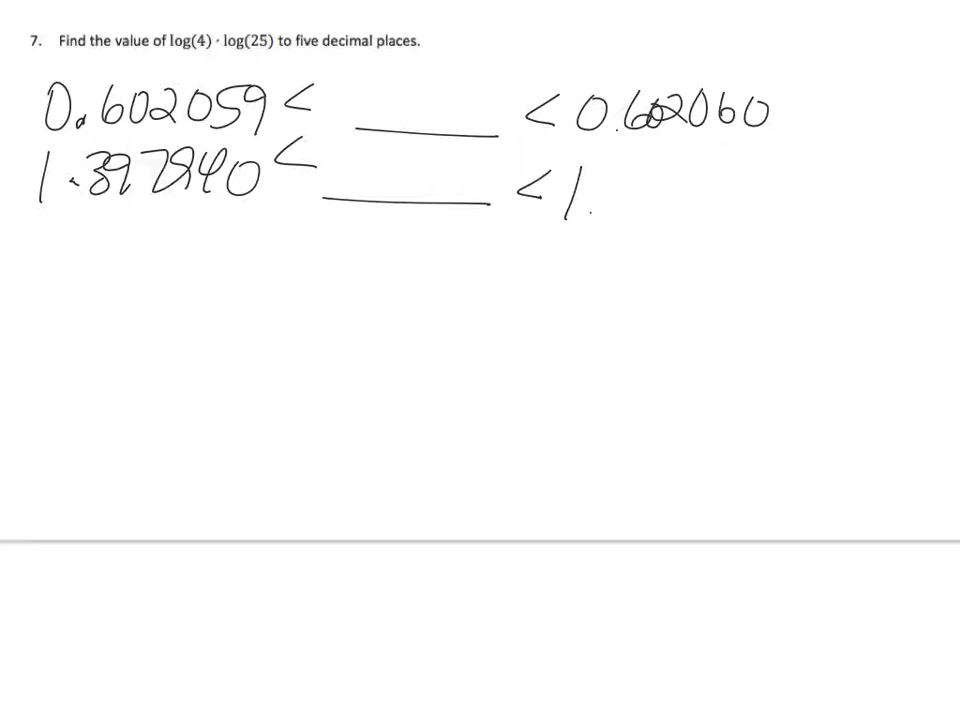 7. Find the value of log(4) · log(25) to five decimal places.
0.602059 < ______ < 0.602060
1.397940 < ______ < 1.